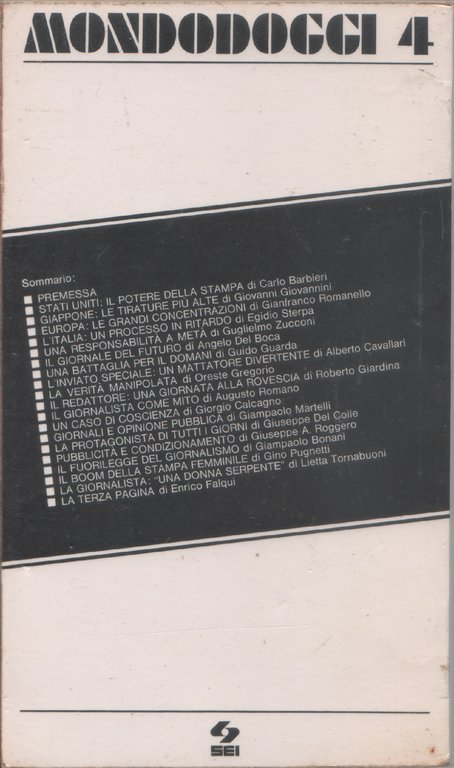 MONDODOGGI 4
Sommario:
PREMESSA
STATI UNITI: IL POTERE DELLA STAMPA di Carlo Barbieri
GIAPPONE: LE TIRATURE PIÙ ALTE di Giovanni Giovannini
EUROPA: LE GRANDI CONCENTRAZIONI di Gianfranco Romanello
L'ITALIA: UN PROCESSO IN RITARDO di Egidio Sterpa
UNA RESPONSABILITÀ A METÀ di Guglielmo Zucconi
IL GIORNALE DEL FUTURO di Angelo Del Boca
UNA BATTAGLIA PER IL DOMANI di Guido Guarda
L'INVIATO SPECIALE: UN MATTATORE DIVERTENTE di Alberto Cavallari
LA VERITÀ MANIPOLATA di Oreste Gregorio
IL REDATTORE: UNA GIORNATA ALLA ROVESCIA di Roberto Giardina
IL GIORNALISTA COME MITO di Augusto Romano
UN CASO DI COSCIENZA di Giorgio Calcagno
GIORNALI E OPINIONE PUBBLICA di Giampaolo Martelli
LA PROTAGONISTA DI TUTTI I GIORNI di Giuseppe Del Colle
PUBBLICITÀ E CONDIZIONAMENTO di Giuseppe A. Roggero
IL FUORILEGGE DEL GIORNALISMO di Giampaolo Bonani
IL BOOM DELLA STAMPA FEMMINILE di Gino Pugnetti
LA GIORNALISTA: "UNA DONNA SERPENTE" di Lietta Tornabuoni
LA TERZA PAGINA di Enrico Falqui
SEI